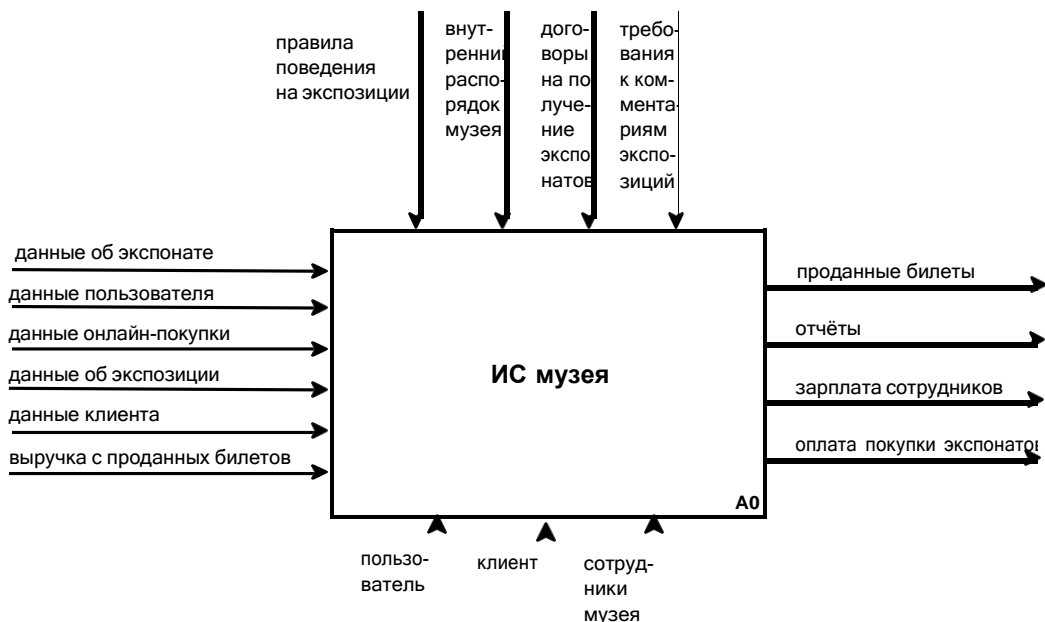 правила
поведения
на экспозиции
внут-
ренни
распо-
рядок
музея
дого-
воры
на по
луче-
ние
экспо
натов
требо-
вания
к ком-
мента-
риям
экспо-
зиций
данные об экспонате
данные пользователя
данные онлайн-покупки
данные об экспозиции
данные клиента
выручка с проданных билетов
ИС музея
A0
проданные билеты
отчёты
зарплата сотрудников
оплата покупки экспонатов
пользо-
ватель
клиент
сотруд-
ники
музея